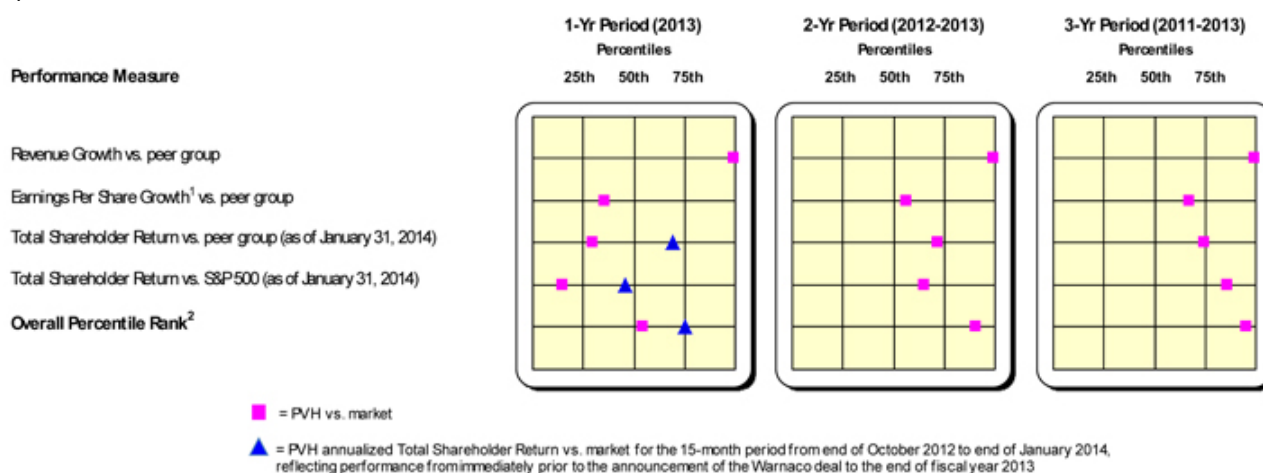 1-Yr Period (2013) 2-Yr Period (2012-2013) 3-Yr Period (2011-2013)
Percentiles Percentiles Percentiles
Performance Measure 25th 50th 75th 25th 50th 75th 25th 50th 75th
Revenue Growth vs. peer group
Earnings Per Share Growth¹ vs. peer group
Total Shareholder Return vs. peer group (as of January 31, 2014)
Total Shareholder Return vs. S&P500 (as of January 31, 2014)
Overall Percentile Rank²
= PVH vs. market
= PVH annualized Total Shareholder Return vs. market for the 15-month period from end of October 2012 to end of January 2014,
reflecting performance from immediately prior to the announcement of the Warnaco deal to the end of fiscal year 2013